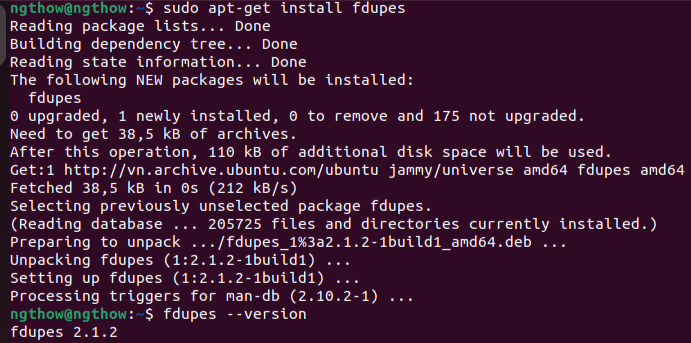 ngthow@ngthow:~$ sudo apt-get install fdupes
Reading package lists... Done
Building dependency tree... Done
Reading state information... Done
The following NEW packages will be installed:
  fdupes
0 upgraded, 1 newly installed, 0 to remove and 175 not upgraded.
Need to get 38,5 kB of archives.
After this operation, 110 kB of additional disk space will be used.
Get:1 http://vn.archive.ubuntu.com/ubuntu jammy/universe amd64 fdupes amd64
Fetched 38,5 kB in 0s (212 kB/s)
Selecting previously unselected package fdupes.
(Reading database ... 205725 files and directories currently installed.)
Preparing to unpack .../fdupes_1%3a2.1.2-1build1_amd64.deb ...
Unpacking fdupes (1:2.1.2-1build1) ...
Setting up fdupes (1:2.1.2-1build1) ...
Processing triggers for man-db (2.10.2-1) ...
ngthow@ngthow:~$ fdupes --version
fdupes 2.1.2